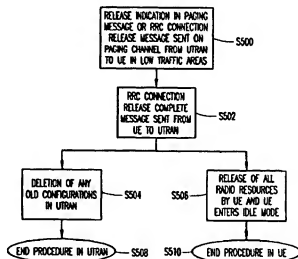 RELEASE INDICATION IN PAGING
MESSAGE OR RRC CONNECTION
RELEASE MESSAGE SENT ON
PAGING CHANNEL FROM UTRAN
TO UE IN LOW TRAFFIC AREAS
S500
RRC CONNECTION
RELEASE COMPLETE
MESSAGE SENT FROM
UE TO UTRAN
S502
DELETION OF ANY
OLD CONFIGURATIONS
IN UTRAN
S504
S506
RELEASE OF ALL
RADIO RESOURCES
BY UE AND UE
ENTERS IDLE MODE
END PROCEDURE IN UTRAN
S508
S510
END PROCEDURE IN UE